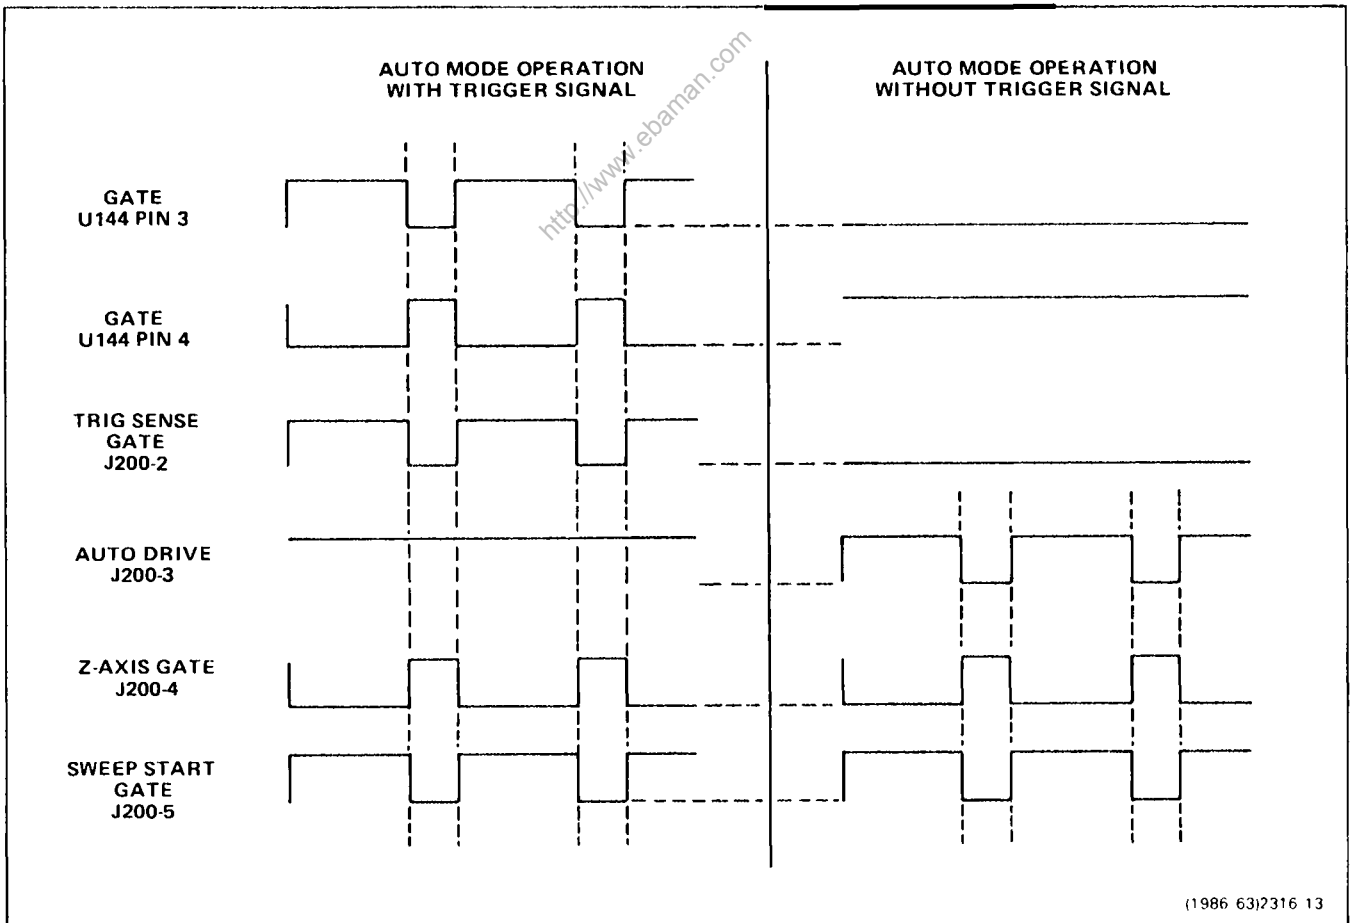 AUTO MODE OPERATION
WITH TRIGGER SIGNAL
AUTO MODE OPERATION
WITHOUT TRIGGER SIGNAL
http://www.ebaman.com
GATE
U144 PIN 3
GATE
U144 PIN 4
TRIG SENSE
GATE
J200-2
AUTO DRIVE
J200-3
Z-AXIS GATE
J200-4
SWEEP START
GATE
J200-5
(1986 63)2316 13